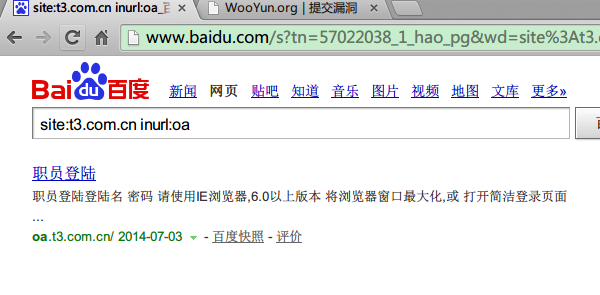 site:t3.com.cn inurl:oa_百
WooYun.org | 提交漏洞
www.baidu.com/s?tn=57022038_1_hao_pg&wd=site%3At3.
Bai du 百度
新闻 网页 贴吧 知道 音乐 图片 视频 地图 文库 更多»
site:t3.com.cn inurl:oa
职员登陆
职员登陆登陆名 密码 请使用IE浏览器,6.0以上版本 将浏览器窗口最大化,或 打开简洁登录页面
...
oa.t3.com.cn/ 2014-07-03 - 百度快照 - 评价